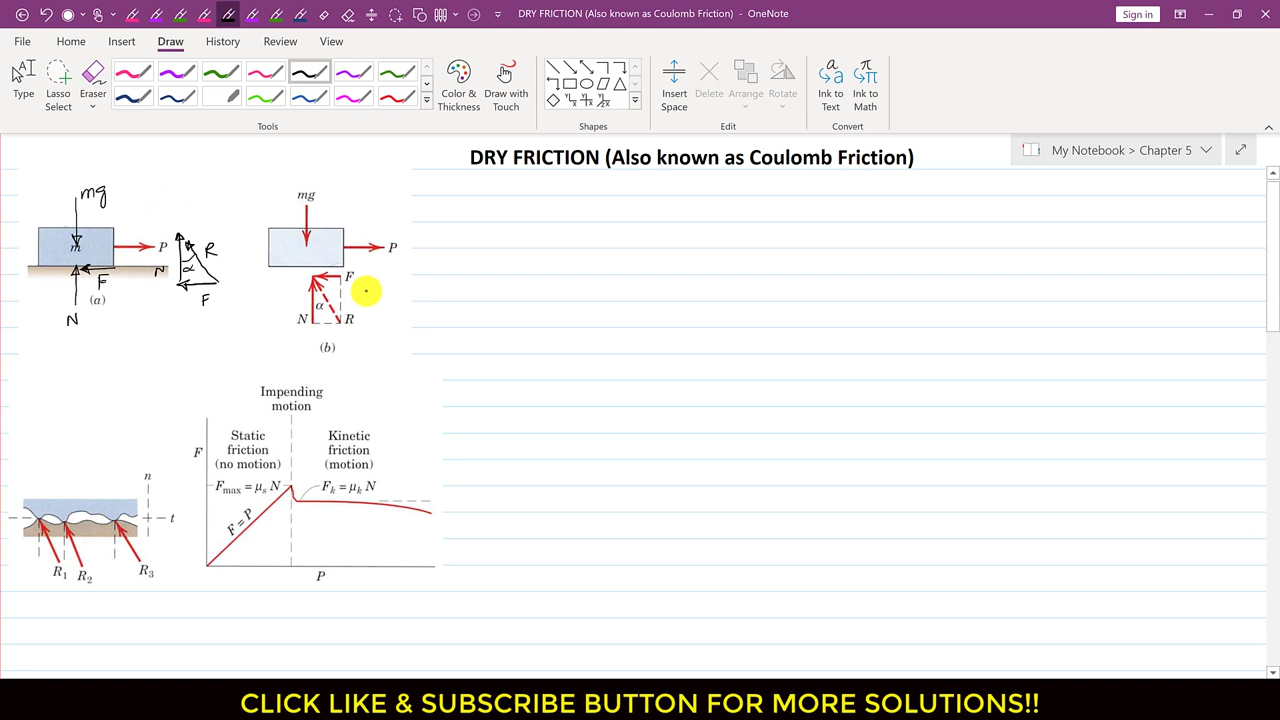 DRY FRICTION (Also known as Coulomb Friction) - OneNote
Sign in
File Home Insert Draw History Review View
Type
Lasso Select
Eraser
Color & Thickness
Draw with Touch
Insert Space
Delete
Arrange
Rotate
Ink to Text
Ink to Math
Tools
Shapes
Edit
Convert
DRY FRICTION (Also known as Coulomb Friction)
My Notebook > Chapter 5
mg
m
P
F
N
(a)
N
R
α
F
mg
P
F
α
N
R
(b)
Impending
motion
Static
friction
(no motion)
Kinetic
friction
(motion)
F
Fmax = μs N
Fk = μk N
F = P
P
n
t
R1
R2
R3
CLICK LIKE & SUBSCRIBE BUTTON FOR MORE SOLUTIONS!!